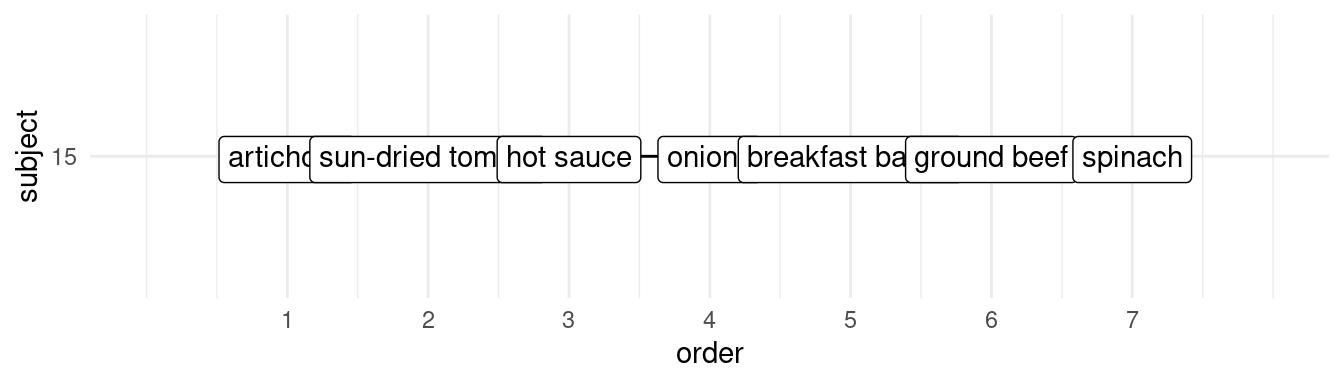 subject
15
articho sun-dried tom hot sauce onion breakfast ba ground beef spinach
1 2 3 4 5 6 7
order